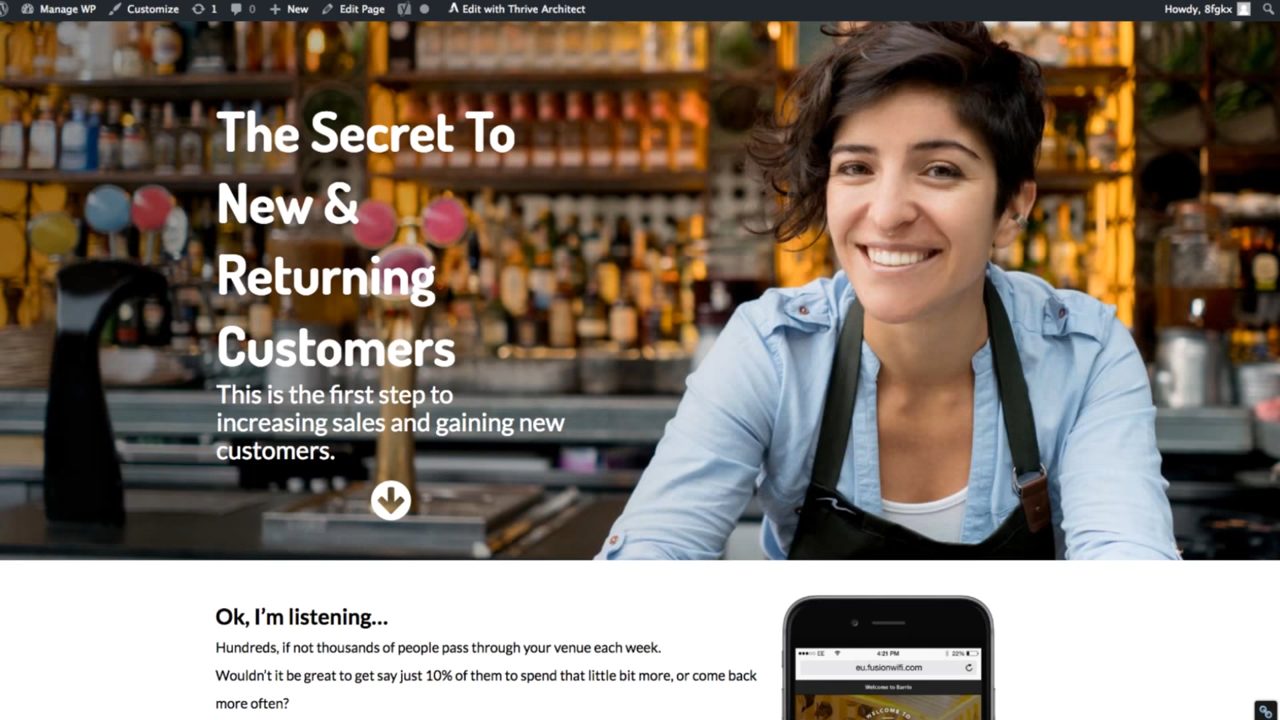 Manage WP Customize 1 0 New Edit Page Edit with Thrive Architect Howdy, 8fgkx
The Secret To
New &
Returning
Customers
This is the first step to
increasing sales and gaining new
customers.
Ok, I'm listening...
Hundreds, if not thousands of people pass through your venue each week.
Wouldn't it be great to get say just 10% of them to spend that little bit more, or come back
more often?
EE 4:21 PM 22%
eu.fusionwifi.com
Welcome to Barrio
WELCOME TO